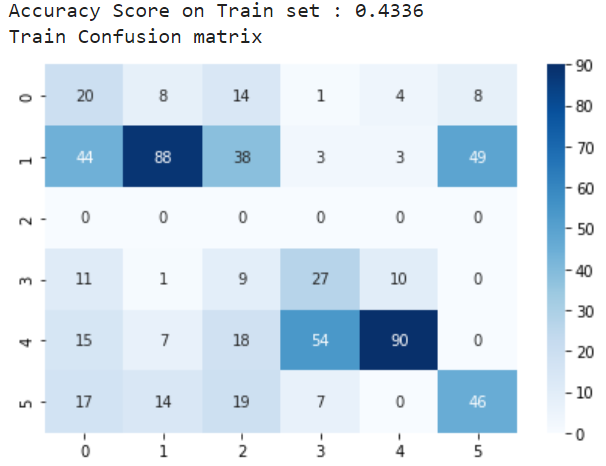 Accuracy Score on Train set : 0.4336
Train Confusion matrix
90
0 20 8 14 1 4 8
80
1 44 88 38 3 3 49
70
60
2 0 0 0 0 0 0
50
40
3 11 1 9 27 10 0
30
4 15 7 18 54 90 0
20
10
5 17 14 19 7 0 46
0
0 1 2 3 4 5